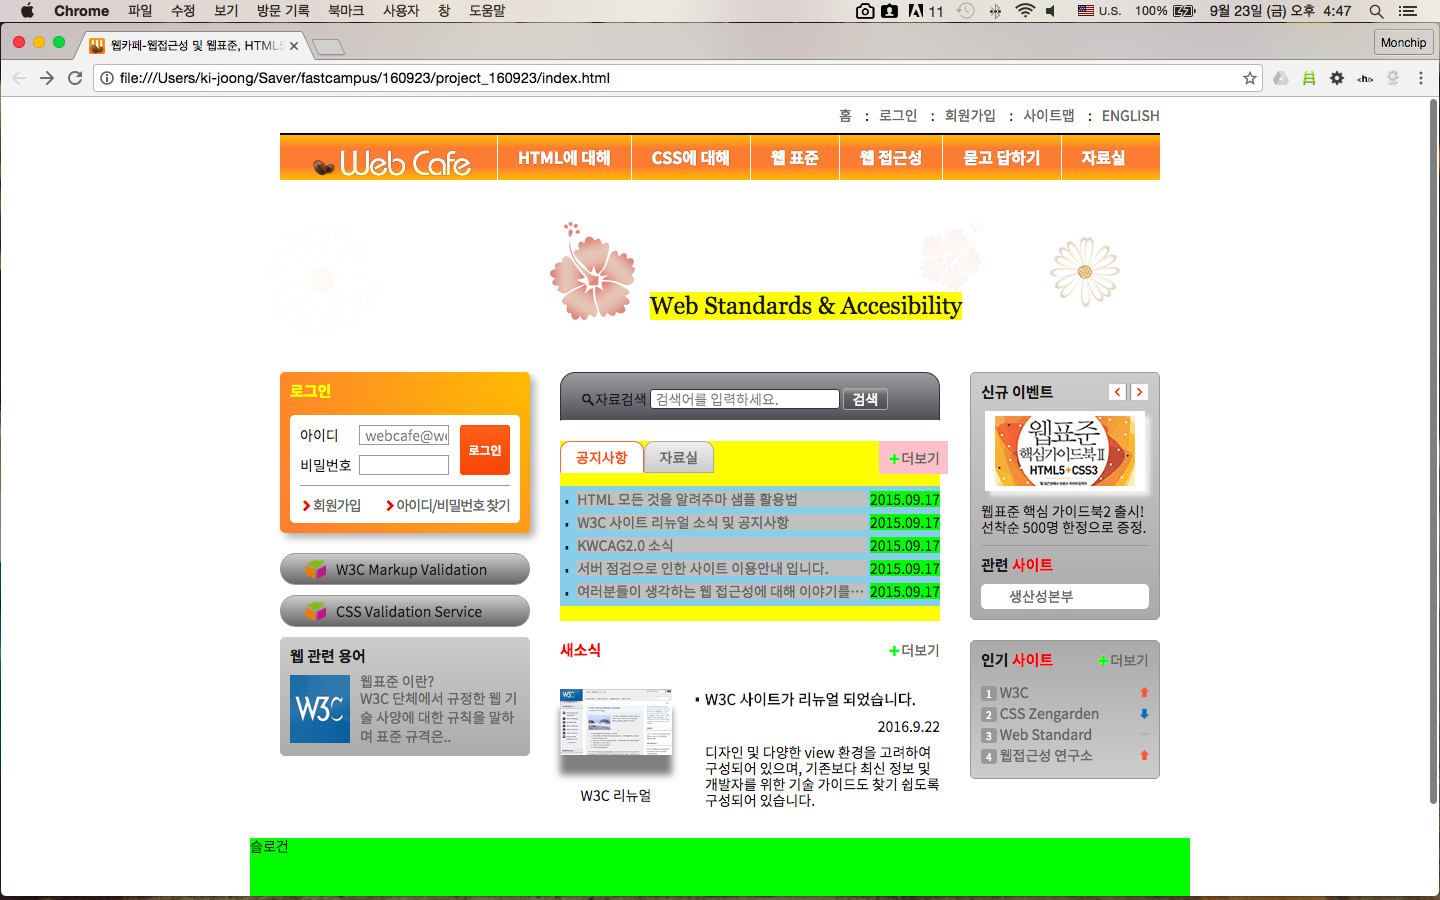 Chrome 파일 수정 보기 방문 기록 북마크 사용자 창 도움말 11 U.S. 100% 9월 23일 (금) 오후 4:47
웹카페-웹접근성 및 웹표준, HTML5
Monchip
file:///Users/ki-joong/Saver/fastcampus/160923/project_160923/index.html
홈 : 로그인 : 회원가입 : 사이트맵 : ENGLISH
Web Cafe HTML에 대해 CSS에 대해 웹 표준 웹 접근성 묻고 답하기 자료실
Web Standards & Accesibility
로그인
아이디 webcafe@we
비밀번호
로그인
회원가입 아이디/비밀번호 찾기
W3C Markup Validation
CSS Validation Service
웹 관련 용어
W3C
웹표준 이란?
W3C 단체에서 규정한 웹 기
술 사양에 대한 규칙을 말하
며 표준 규격은..
자료검색 검색어를 입력하세요. 검색
공지사항 자료실 +더보기
HTML 모든 것을 알려주마 샘플 활용법 2015.09.17
W3C 사이트 리뉴얼 소식 및 공지사항 2015.09.17
KWCAG2.0 소식 2015.09.17
서버 점검으로 인한 사이트 이용안내 입니다. 2015.09.17
여러분들이 생각하는 웹 접근성에 대해 이야기를… 2015.09.17
새소식 +더보기
W3C 리뉴얼
W3C 사이트가 리뉴얼 되었습니다.
2016.9.22
디자인 및 다양한 view 환경을 고려하여
구성되어 있으며, 기존보다 최신 정보 및
개발자를 위한 기술 가이드도 찾기 쉽도록
구성되어 있습니다.
신규 이벤트
웹표준
핵심가이드북 II
HTML5+CSS3
웹표준 핵심 가이드북2 출시!
선착순 500명 한정으로 증정.
관련 사이트
생산성본부
인기 사이트 +더보기
1 W3C
2 CSS Zengarden
3 Web Standard
4 웹접근성 연구소
슬로건